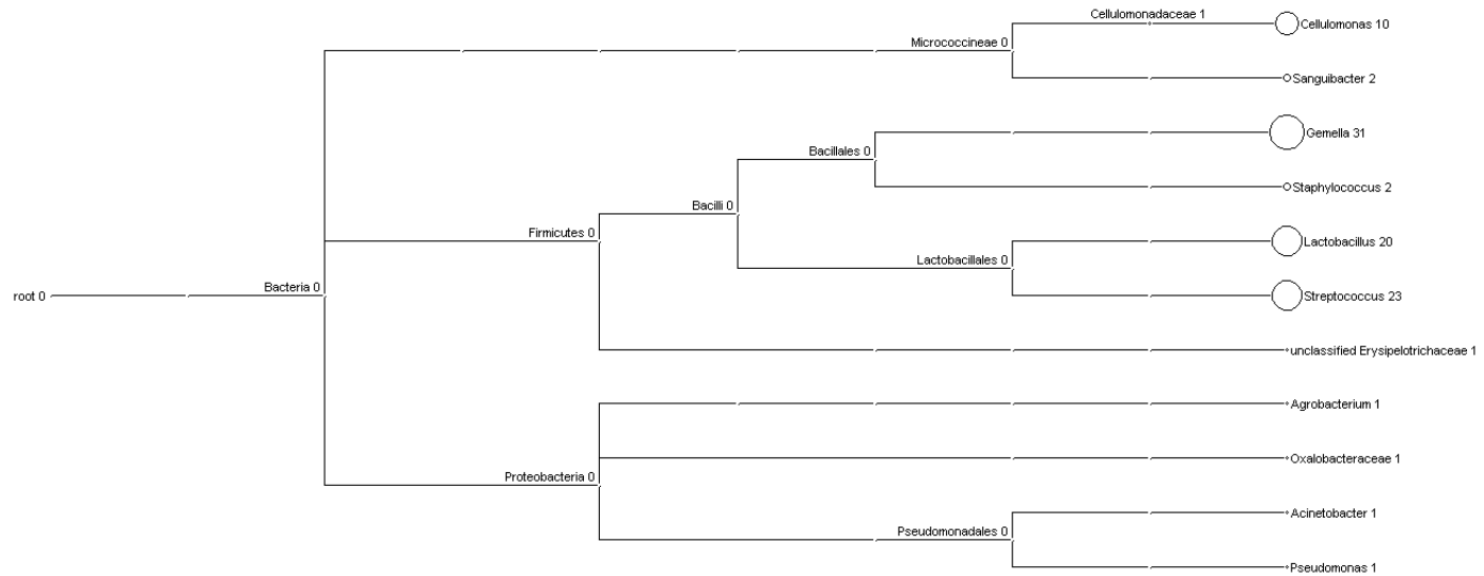 Cellulomonadaceae 1
Cellulomonas 10
Micrococcineae 0
Sanguibacter 2
Gemella 31
Bacillales 0
Staphylococcus 2
Bacilli 0
Firmicutes 0
Lactobacillus 20
Lactobacillales 0
Bacteria 0
root 0
Streptococcus 23
unclassified Erysipelotrichaceae 1
Agrobacterium 1
Oxalobacteraceae 1
Proteobacteria 0
Acinetobacter 1
Pseudomonadales 0
Pseudomonas 1